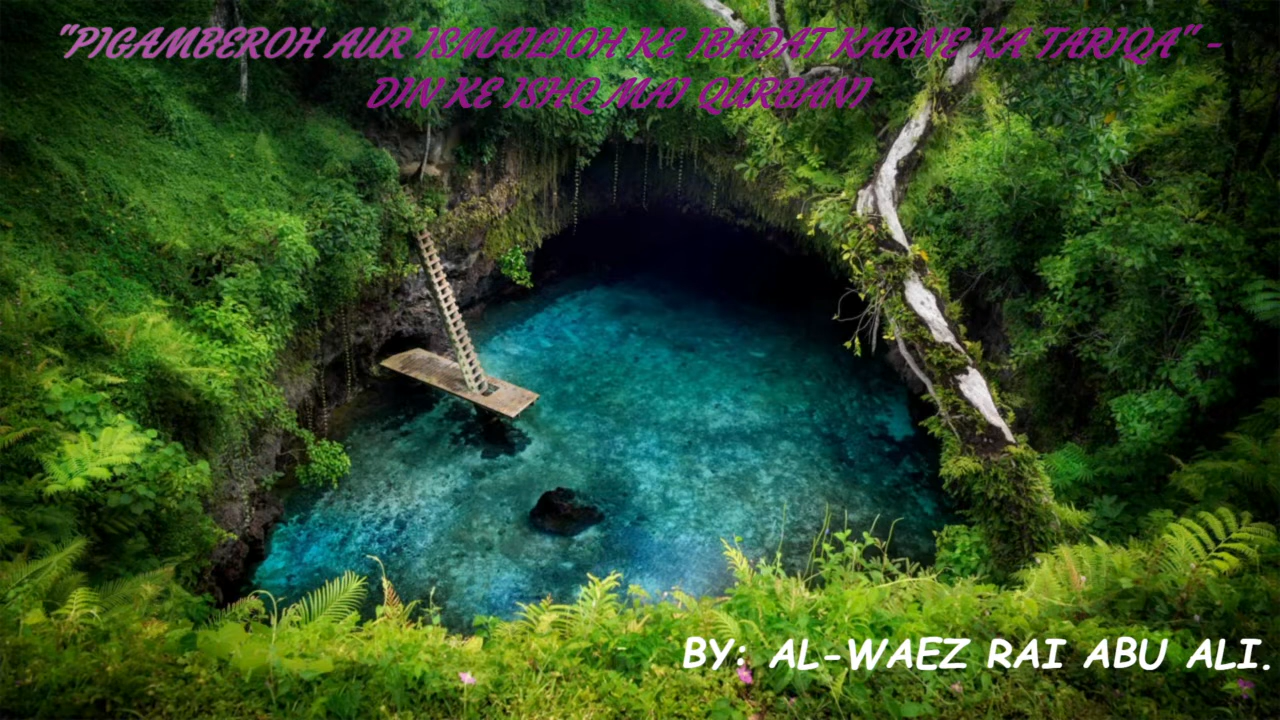 "PIGAMBEROH AUR ISMAILIOH KE IBADAT KARNE KA TARIQA" -
DIN KE ISHQ MAI QURBANI
BY: AL-WAEZ RAI ABU ALI.